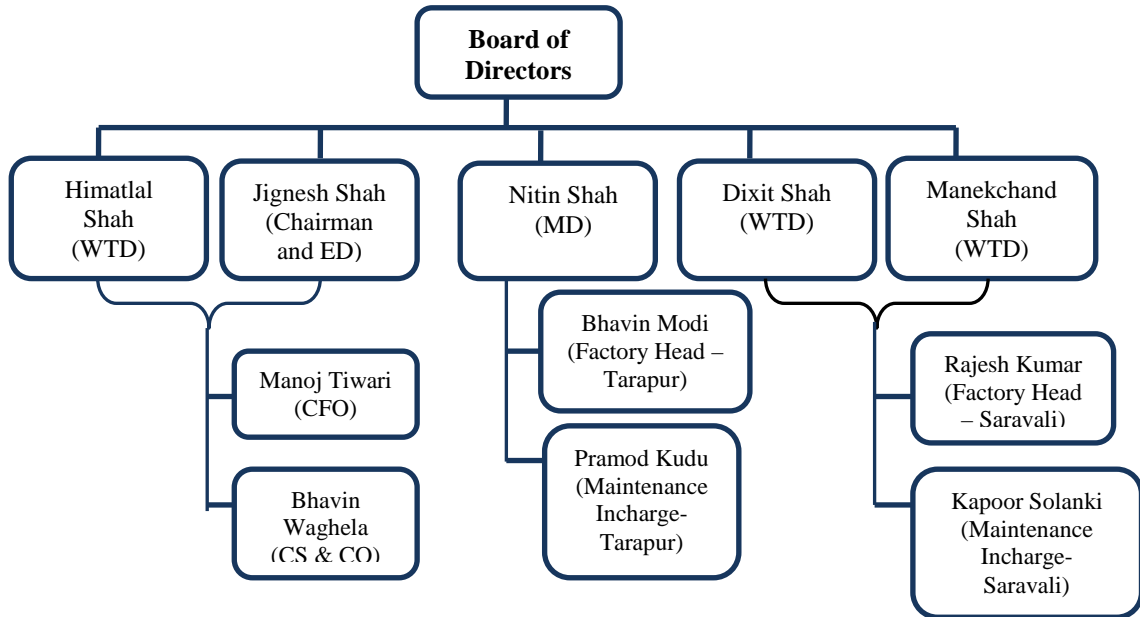 Board of
Directors
Himatlal
Shah
(WTD)
Jignesh Shah
(Chairman
and ED)
Nitin Shah
(MD)
Dixit Shah
(WTD)
Manekchand
Shah
(WTD)
Manoj Tiwari
(CFO)
Bhavin
Waghela
(CS & CO)
Bhavin Modi
(Factory Head –
Tarapur)
Pramod Kudu
(Maintenance
Incharge-
Tarapur)
Rajesh Kumar
(Factory Head
– Saravali)
Kapoor Solanki
(Maintenance
Incharge-
Saravali)